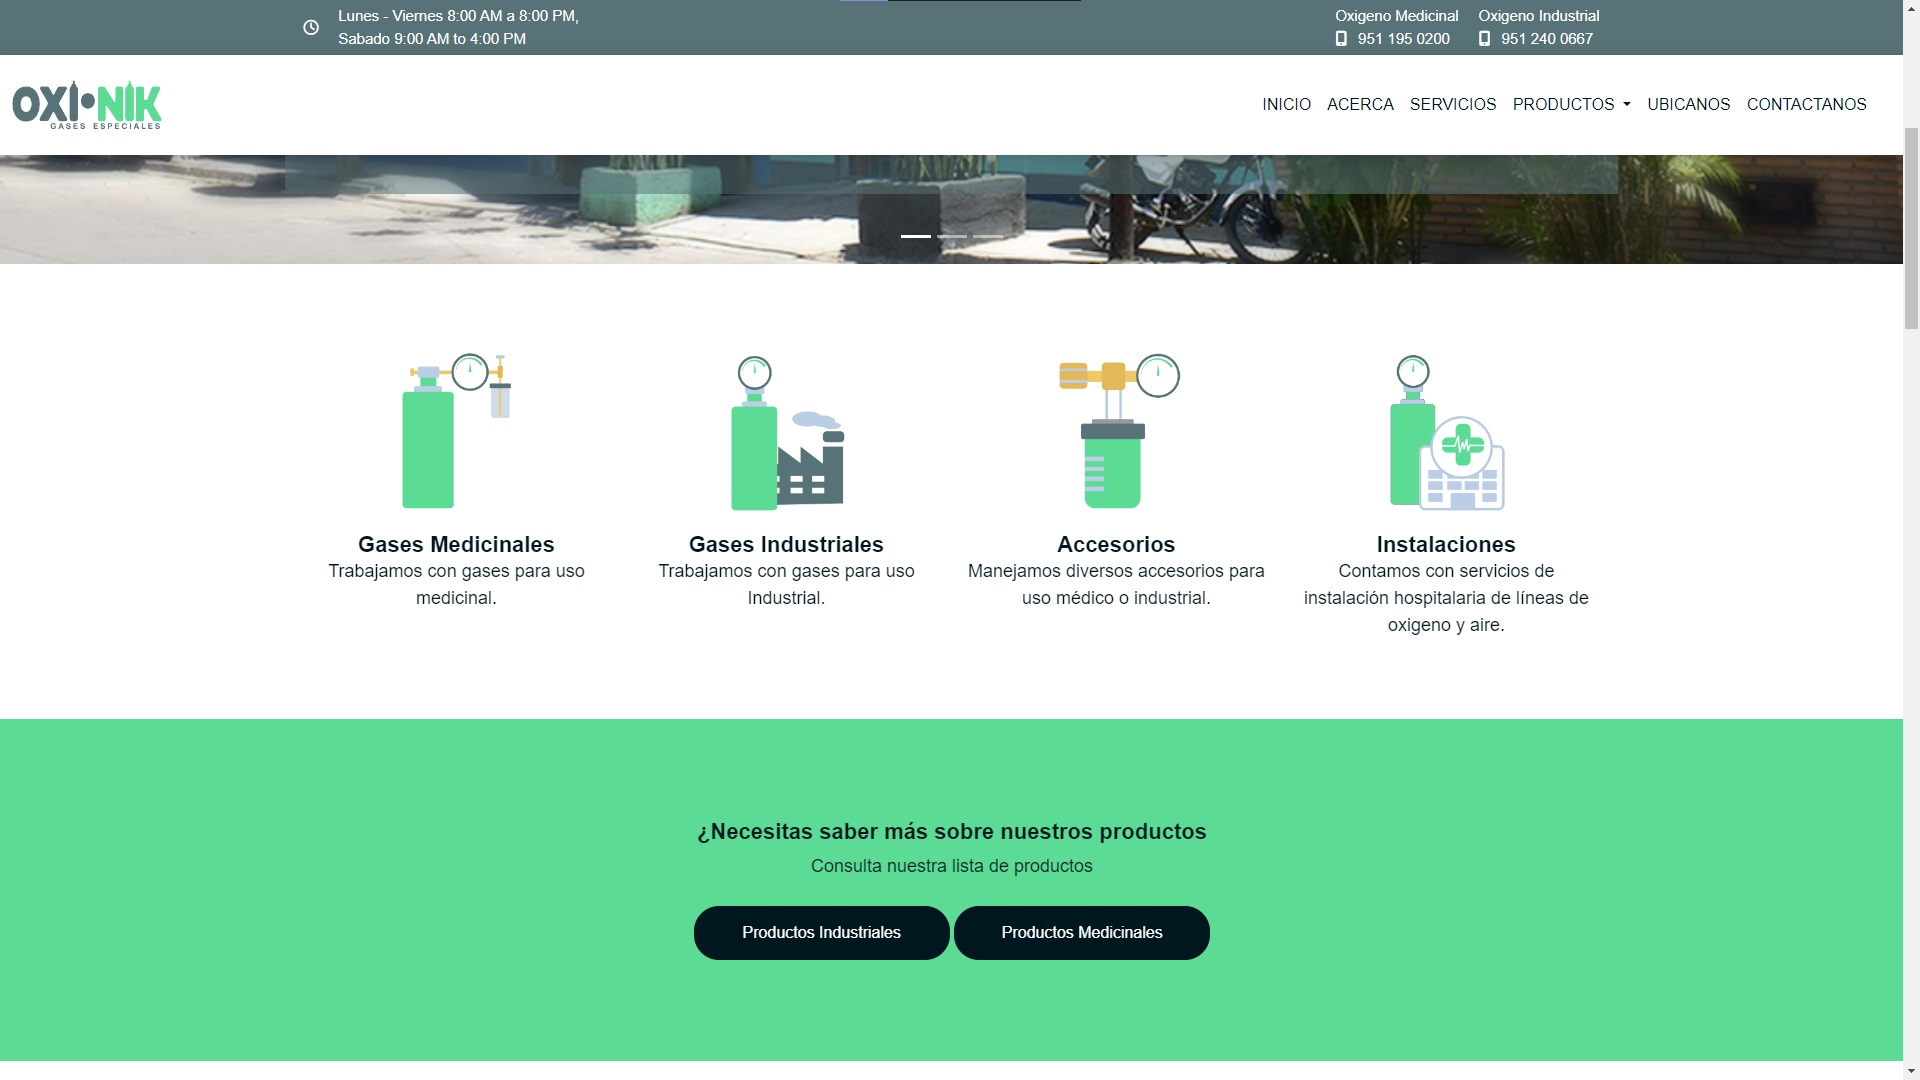 Lunes - Viernes 8:00 AM a 8:00 PM,
Sabado 9:00 AM to 4:00 PM
Oxigeno Medicinal
951 195 0200
Oxigeno Industrial
951 240 0667
OXI·NIK
GASES ESPECIALES
INICIO ACERCA SERVICIOS PRODUCTOS UBICANOS CONTACTANOS
Gases Medicinales
Trabajamos con gases para uso
medicinal.
Gases Industriales
Trabajamos con gases para uso
Industrial.
Accesorios
Manejamos diversos accesorios para
uso médico o industrial.
Instalaciones
Contamos con servicios de
instalación hospitalaria de líneas de
oxigeno y aire.
¿Necesitas saber más sobre nuestros productos
Consulta nuestra lista de productos
Productos Industriales
Productos Medicinales